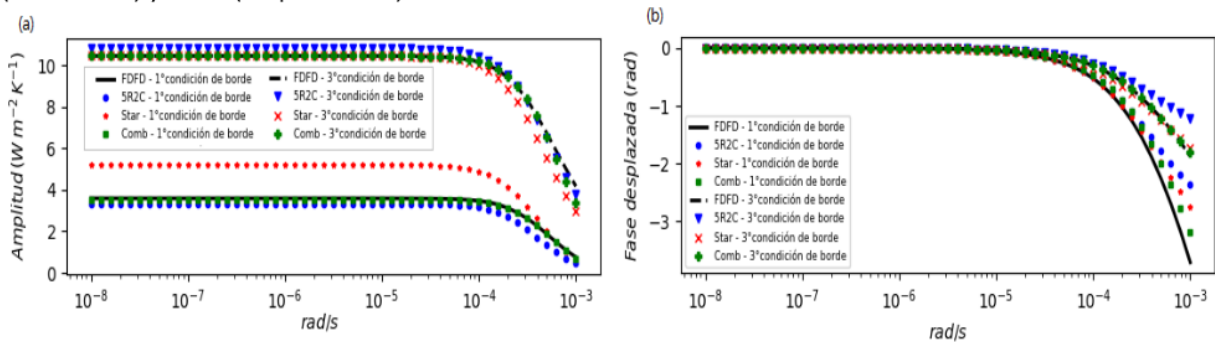 (a)
Amplitud (W m⁻² K⁻¹)
10
8
6
4
2
0
FDFD - 1°condición de borde
5R2C - 1°condición de borde
Star - 1°condición de borde
Comb - 1°condición de borde
FDFD - 3°condición de borde
5R2C - 3°condición de borde
Star - 3°condición de borde
Comb - 3°condición de borde
10⁻⁸ 10⁻⁷ 10⁻⁶ 10⁻⁵ 10⁻⁴ 10⁻³
rad/s
(b)
Fase desplazada (rad)
0
−1
−2
−3
FDFD - 1°condición de borde
5R2C - 1°condición de borde
Star - 1°condición de borde
Comb - 1°condición de borde
FDFD - 3°condición de borde
5R2C - 3°condición de borde
Star - 3°condición de borde
Comb - 3°condición de borde
10⁻⁸ 10⁻⁷ 10⁻⁶ 10⁻⁵ 10⁻⁴ 10⁻³
rad/s